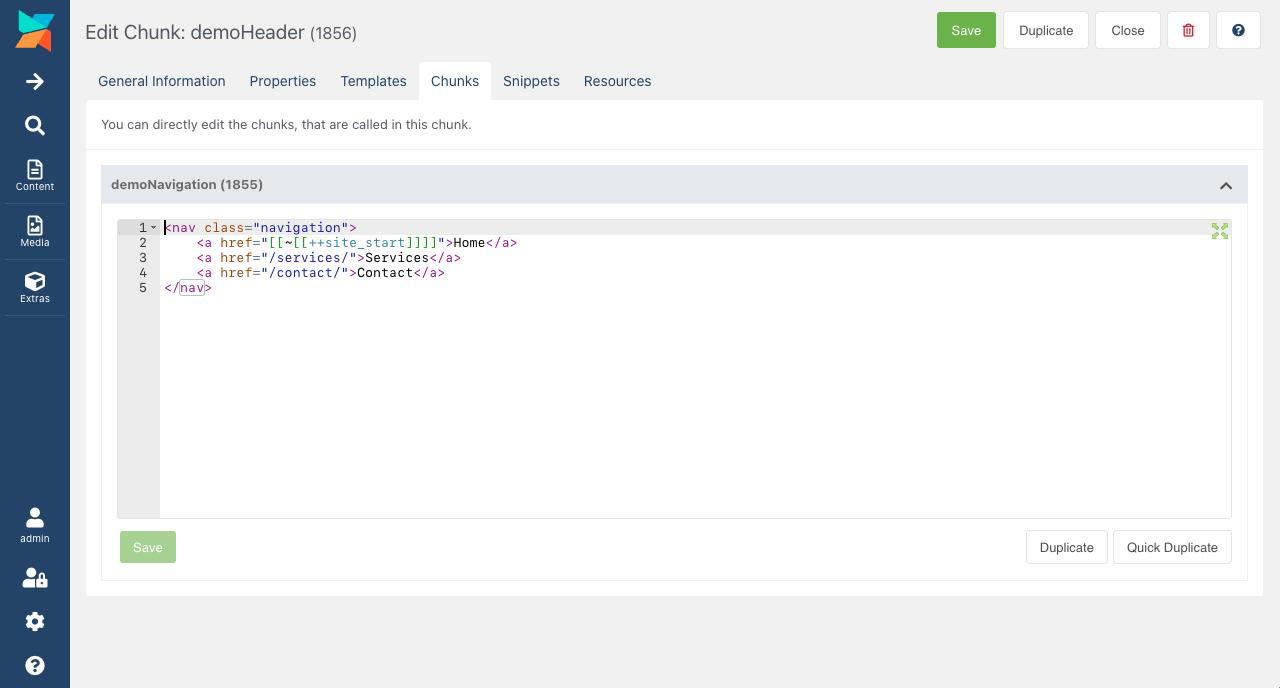 Edit Chunk: demoHeader (1856)
Save
Duplicate
Close
General Information
Properties
Templates
Chunks
Snippets
Resources
You can directly edit the chunks, that are called in this chunk.
demoNavigation (1855)
1 <nav class="navigation">
2     <a href="[[~[[++site_start]]]]">Home</a>
3     <a href="/services/">Services</a>
4     <a href="/contact/">Contact</a>
5 </nav>
Save
Duplicate
Quick Duplicate
Content
Media
Extras
admin